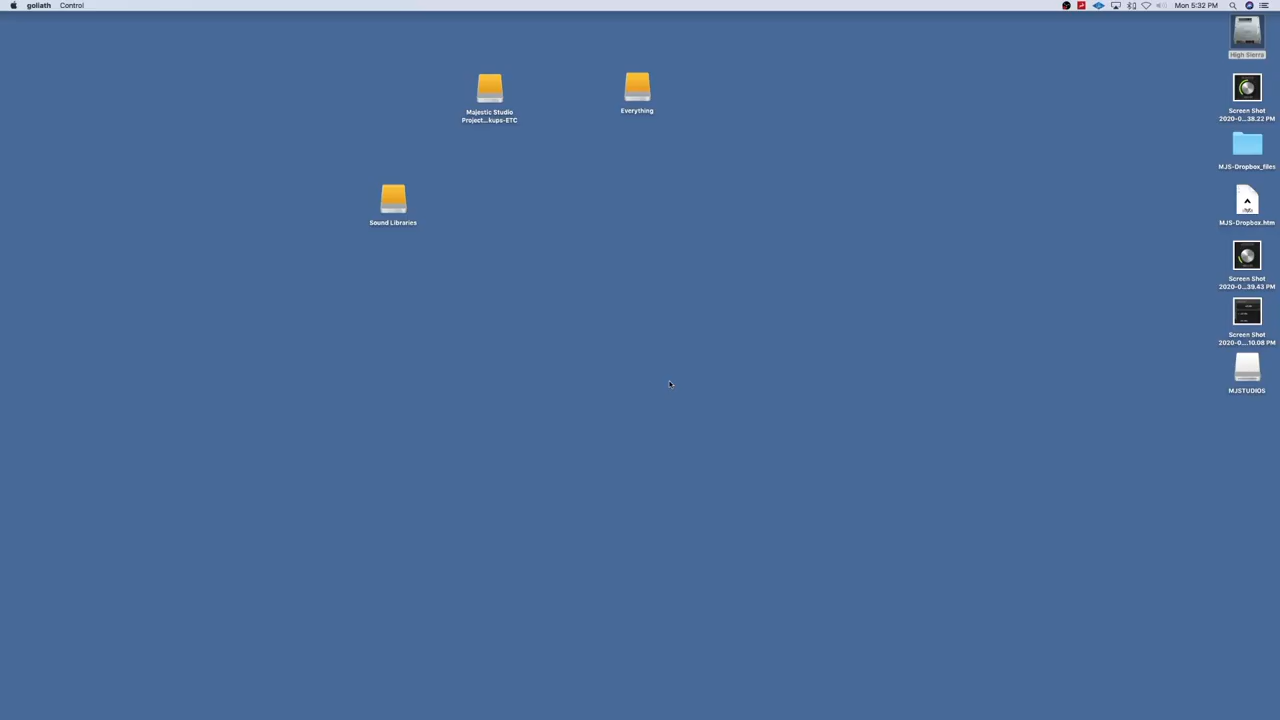 goliath Control
Mon 5:32 PM
High Sierra
Majestic Studio
Project...kups-ETC
Everything
Screen Shot
2020-0...38.22 PM
MJS-Dropbox_files
Sound Libraries
MJS-Dropbox.htm
Screen Shot
2020-0...39.43 PM
Screen Shot
2020-0....10.08 PM
MJSTUDIOS